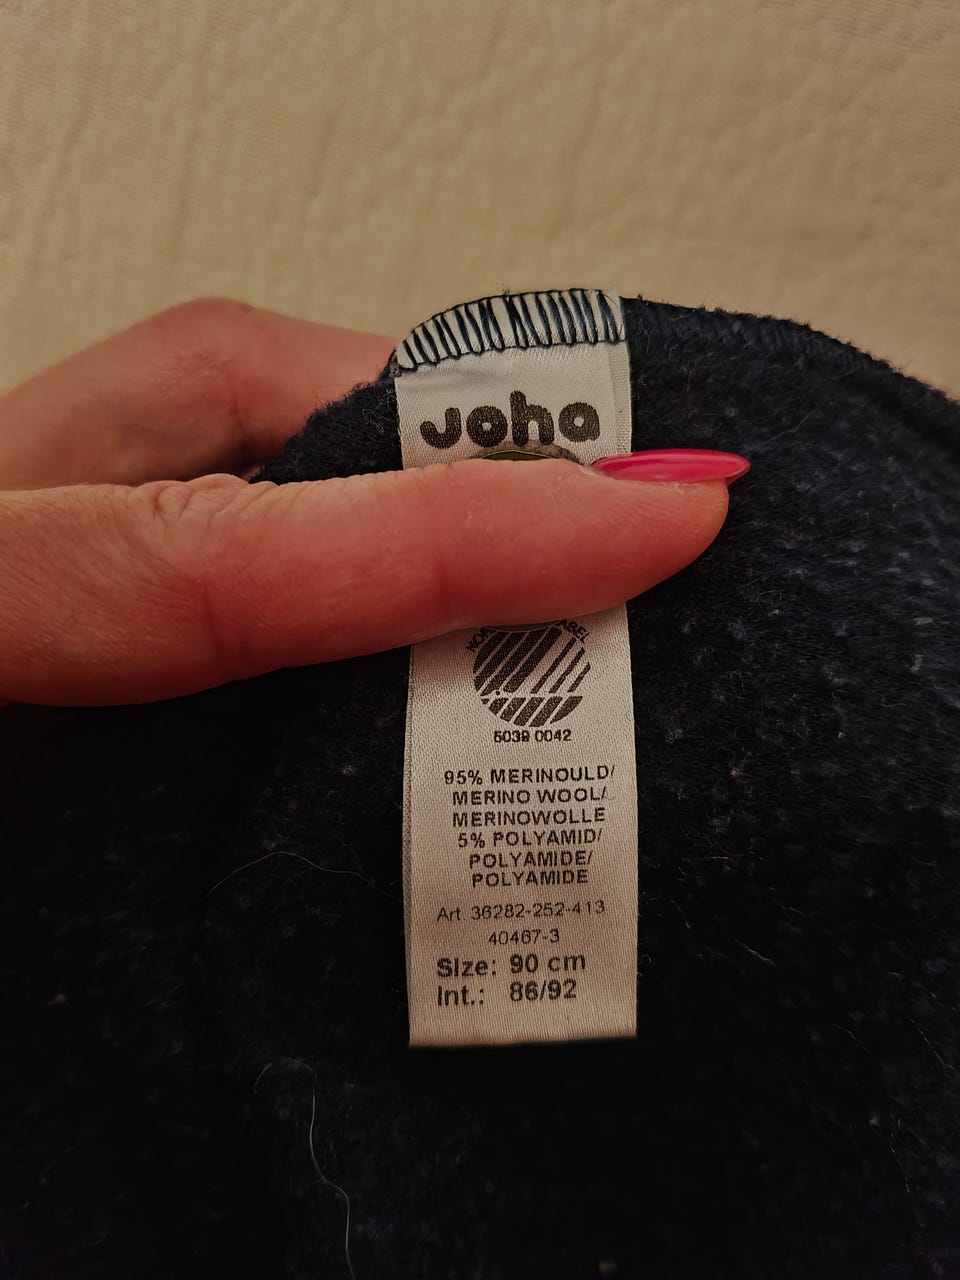 joha
ABEL
5039 0042
95% MERINOULD/
MERINO WOOL/
MERINOWOLLE
5% POLYAMID/
POLYAMIDE/
POLYAMIDE
Art. 36282-252-413
40467-3
Size: 90 cm
Int.: 86/92